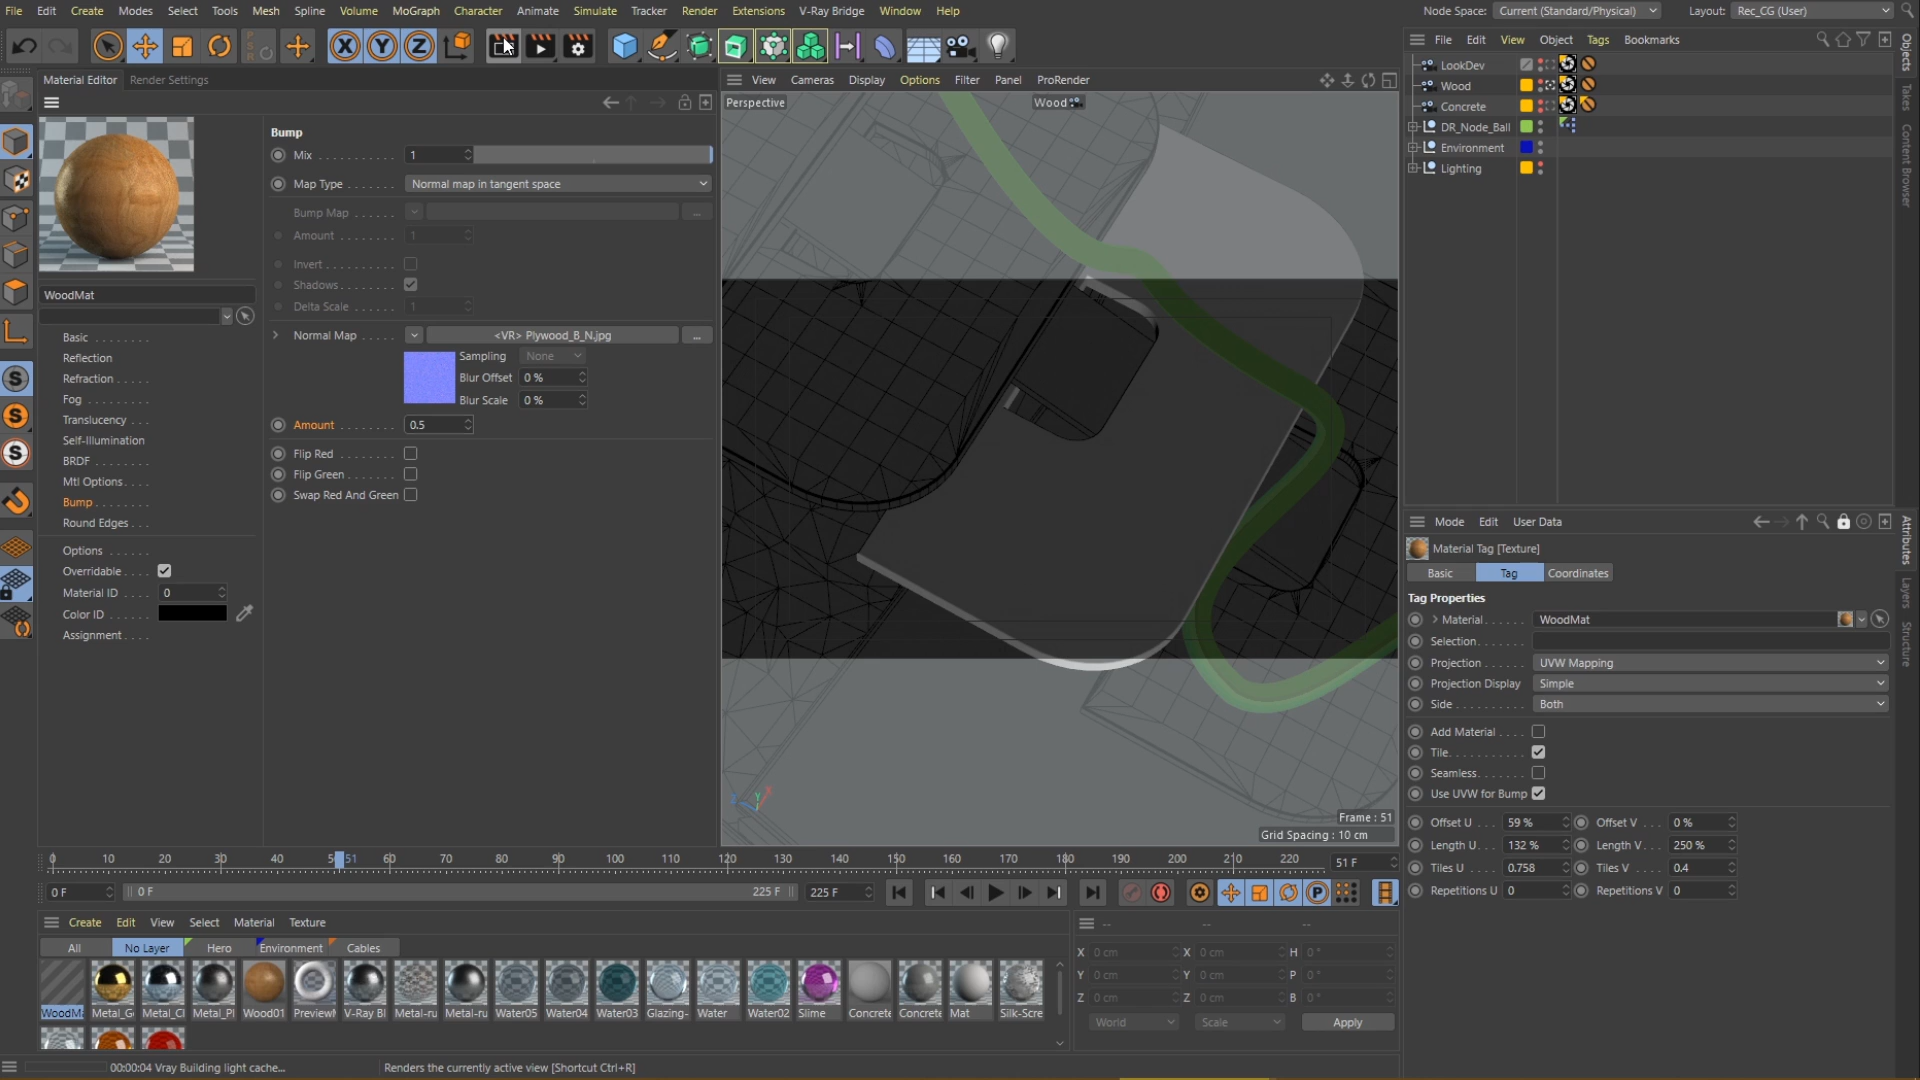 File Edit Create Modes Select Tools Mesh Spline Volume MoGraph Character Animate Simulate Tracker Render Extensions V-Ray Bridge Window Help
Node Space: Current (Standard/Physical) Layout: Rec_CG (User)
X Y Z
Material Editor Render Settings
View Cameras Display Options Filter Panel ProRender
File Edit View Object Tags Bookmarks
Perspective
Wood
LookDev
Wood
Concrete
DR_Node_Ball
Environment
Lighting
Objects
Takes
Content Browser
WoodMat
Basic
Reflection
Refraction
Fog
Translucency
Self-Illumination
BRDF
Mtl Options
Bump
Round Edges
Options
Overridable
Material ID 0
Color ID
Assignment
Bump
Mix 1
Map Type Normal map in tangent space
Bump Map ...
Amount 1
Invert
Shadows
Delta Scale 1
Normal Map <VR> Plywood_B_N.jpg ...
Sampling None
Blur Offset 0 %
Blur Scale 0 %
Amount 0.5
Flip Red
Flip Green
Swap Red And Green
Z Y X
Frame : 51
Grid Spacing : 10 cm
Mode Edit User Data
Material Tag [Texture]
Basic Tag Coordinates
Tag Properties
Material WoodMat
Selection
Projection UVW Mapping
Projection Display Simple
Side Both
Add Material
Tile
Seamless
Use UVW for Bump
Offset U 59 % Offset V 0 %
Length U 132 % Length V 250 %
Tiles U 0.758 Tiles V 0.4
Repetitions U 0 Repetitions V 0
Attributes
Layers
Structure
0 10 20 30 40 51 60 70 80 90 100 110 120 130 140 150 160 170 180 190 200 210 220 51 F
0 F 0 F 225 F 225 F
Create Edit View Select Material Texture
All No Layer Hero Environment Cables
WoodMa Metal_G Metal_Cl Metal_Pl Wood01 PreviewM V-Ray Bl Metal-ru Metal-ru Water05 Water04 Water03 Glazing- Water Water02 Slime Concrete Concrete Mat Silk-Scre
-- -- --
X 0 cm X 0 cm H 0 °
Y 0 cm Y 0 cm P 0 °
Z 0 cm Z 0 cm B 0 °
World Scale Apply
00:00:04 Vray Building light cache... Renders the currently active view [Shortcut Ctrl+R]